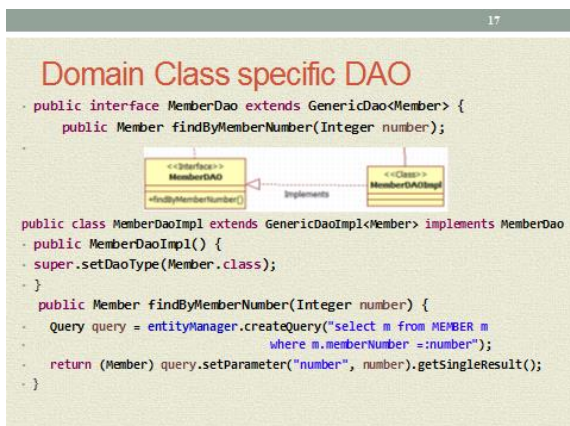 17
Domain Class specific DAO
public interface MemberDao extends GenericDao<Member> {
public Member findByMemberNumber(Integer number);
<<Interface>>
MemberDAO
+findByMemberNumber()
Implements
<<Class>>
MemberDAOImpl
public class MemberDaoImpl extends GenericDaoImpl<Member> implements MemberDao
public MemberDaoImpl() {
super.setDaoType(Member.class);
}
public Member findByMemberNumber(Integer number) {
Query query = entityManager.createQuery("select m from MEMBER m
where m.memberNumber =:number");
return (Member) query.setParameter("number", number).getSingleResult();
}